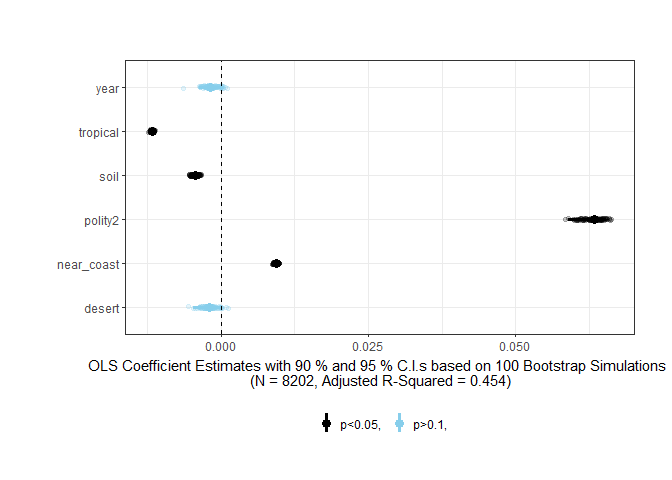 year
tropical
soil
polity2
near_coast
desert
0.000 0.025 0.050
OLS Coefficient Estimates with 90 % and 95 % C.I.s based on 100 Bootstrap Simulations
(N = 8202, Adjusted R-Squared = 0.454)
p<0.05, p>0.1,